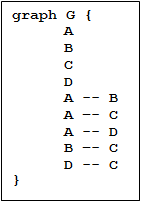 graph G {
A
B
C
D
A -- B
A -- C
A -- D
B -- C
D -- C
}